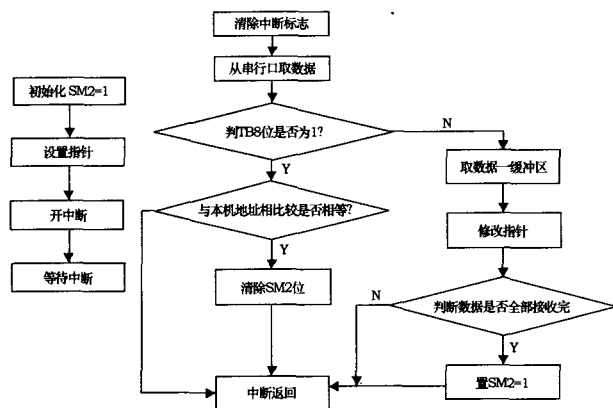 初始化 SM2=1
设置指针
开中断
等待中断
清除中断标志
从串行口取数据
判TB8位是否为1?
Y
N
与本机地址相比较是否相等?
Y
清除SM2位
中断返回
取数据—缓冲区
修改指针
判断数据是否全部接收完
N
Y
置SM2=1